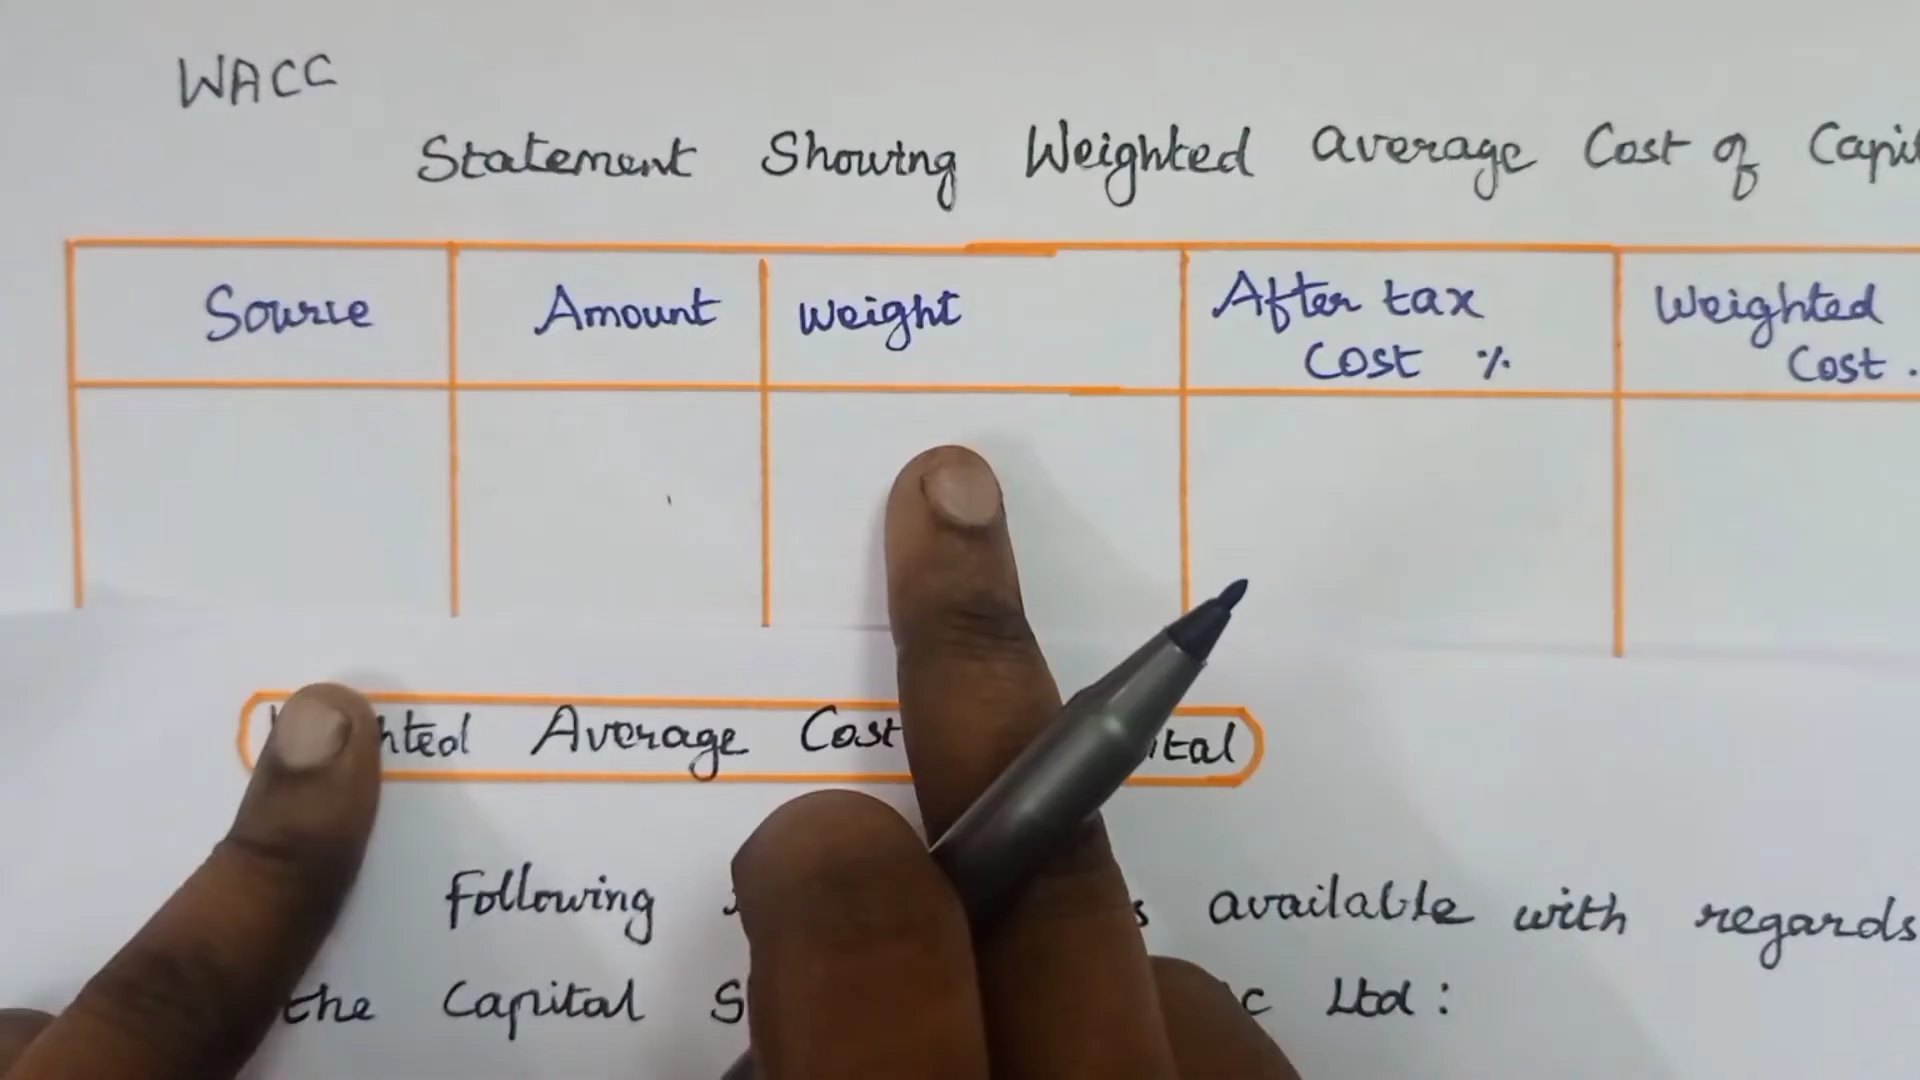 WACC
Statement Showing Weighted average Cost of Capi
Source Amount Weight After tax Cost % Weighted Cost
Average Cost
Following available with regards
the Capital Ltd: